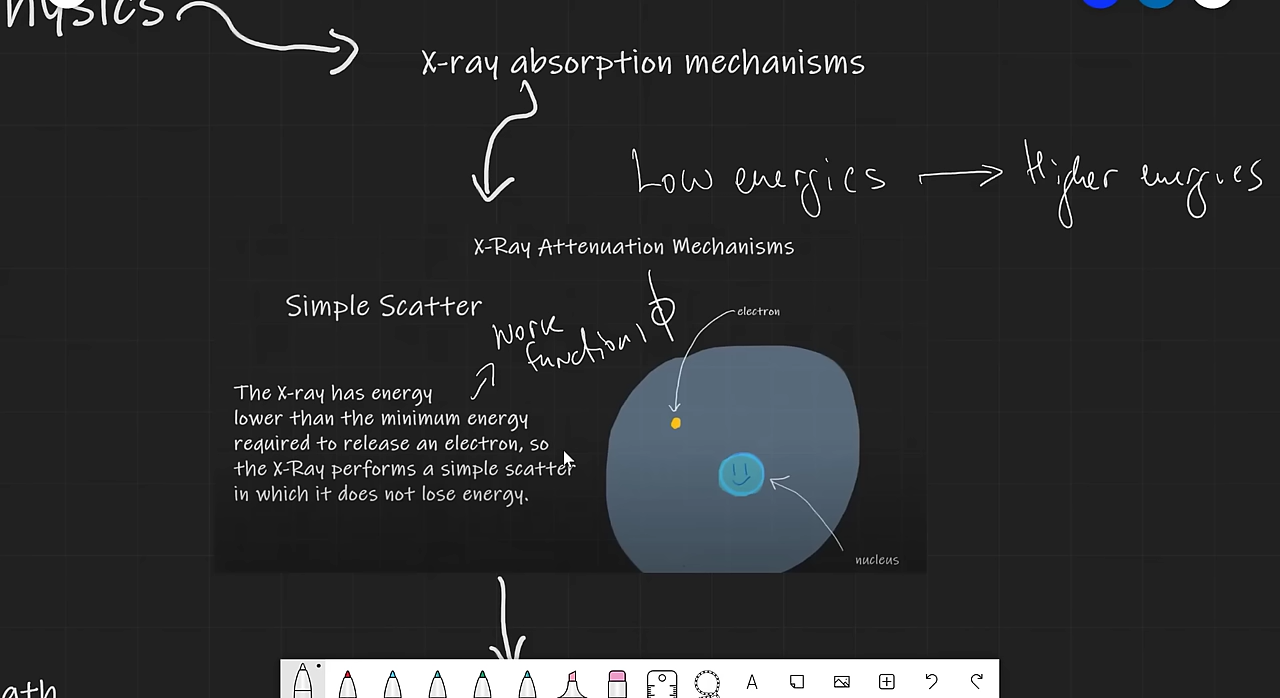 hysics
X-ray absorption mechanisms
Low energies → Higher energies
X-Ray Attenuation Mechanisms
Simple Scatter
work
function, ϕ
electron
The X-ray has energy
lower than the minimum energy
required to release an electron, so
the X-Ray performs a simple scatter
in which it does not lose energy.
nucleus
ath
A